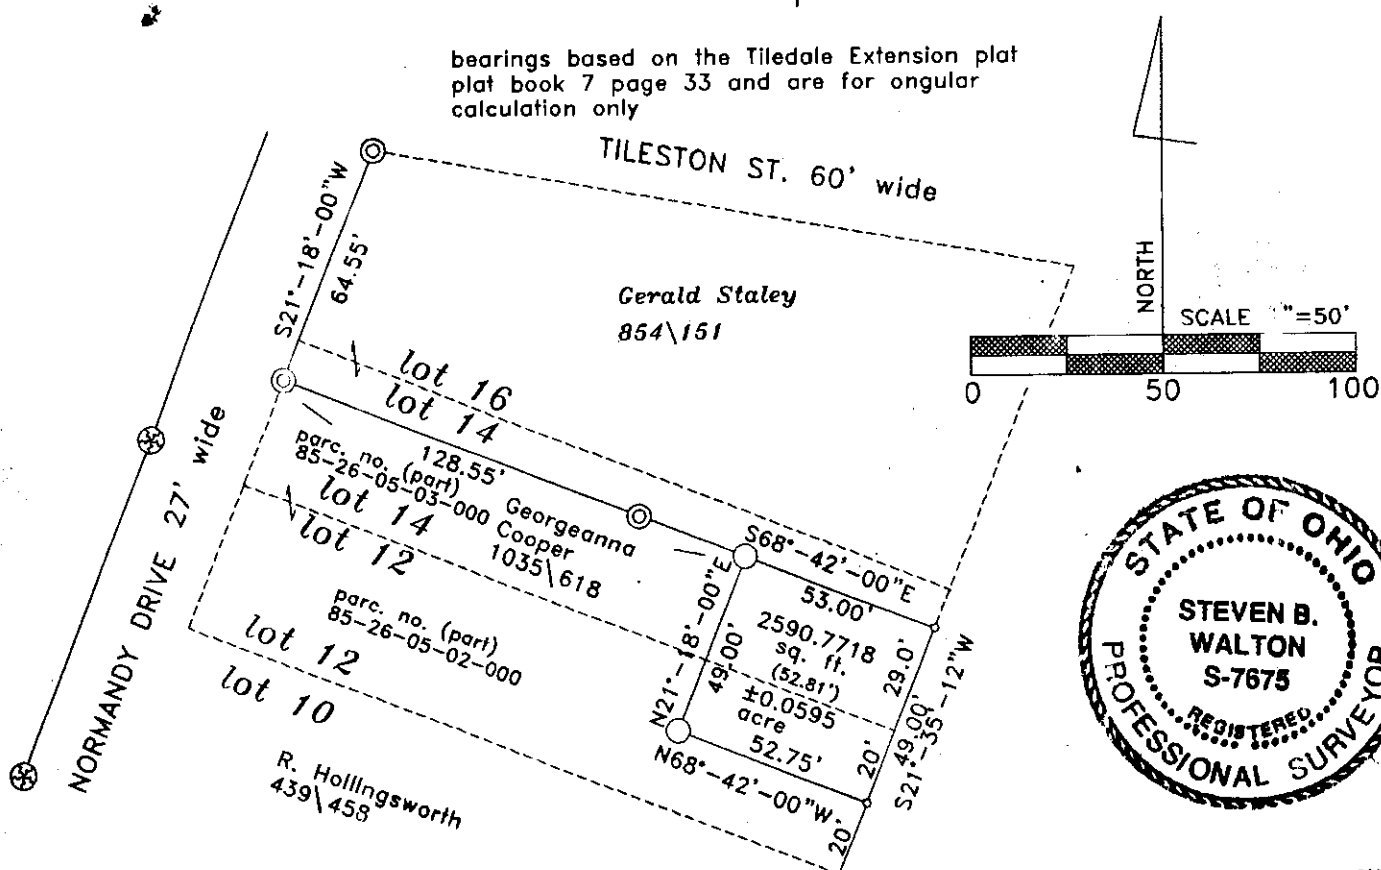 bearings based on the Tiledale Extension plat
plat book 7 page 33 and are for ongular
calculation only
TILESTON ST. 60' wide
S21°-18'-00"W
64.55'
Gerald Staley
854\151
NORTH
SCALE "=50'
0 50 100
lot 16
lot 14
128.55'
parc. no. (part)
85-26-05-03-000
Georgeanna
Cooper
1035\618
lot 14
lot 12
parc. no. (part)
85-26-05-02-000
lot 12
lot 10
R. Hollingsworth
439\458
NORMANDY DRIVE 27' wide
S68°-42'-00"E
53.00'
N21°-18'-00"E
49.00'
2590.7718
sq. ft.
(52.81')
±0.0595
acre
52.75'
N68°-42'-00"W
29.0'
20'
49.00'
S21°-35'-12"W
20'
STATE OF OHIO
STEVEN B.
WALTON
S-7675
REGISTERED
PROFESSIONAL SURVEYOR